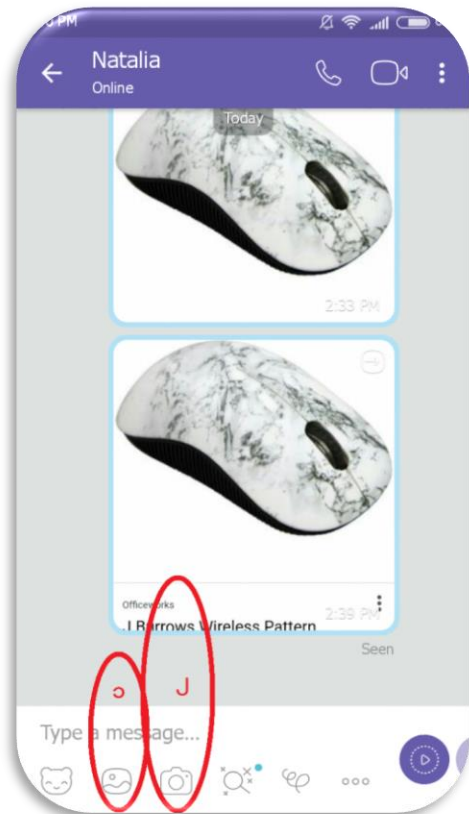 PM
Natalia
Online
Today
2:33 PM
Officeworks
J.Burrows Wireless Pattern
2:39 PM
Seen
ل د
Type a message...